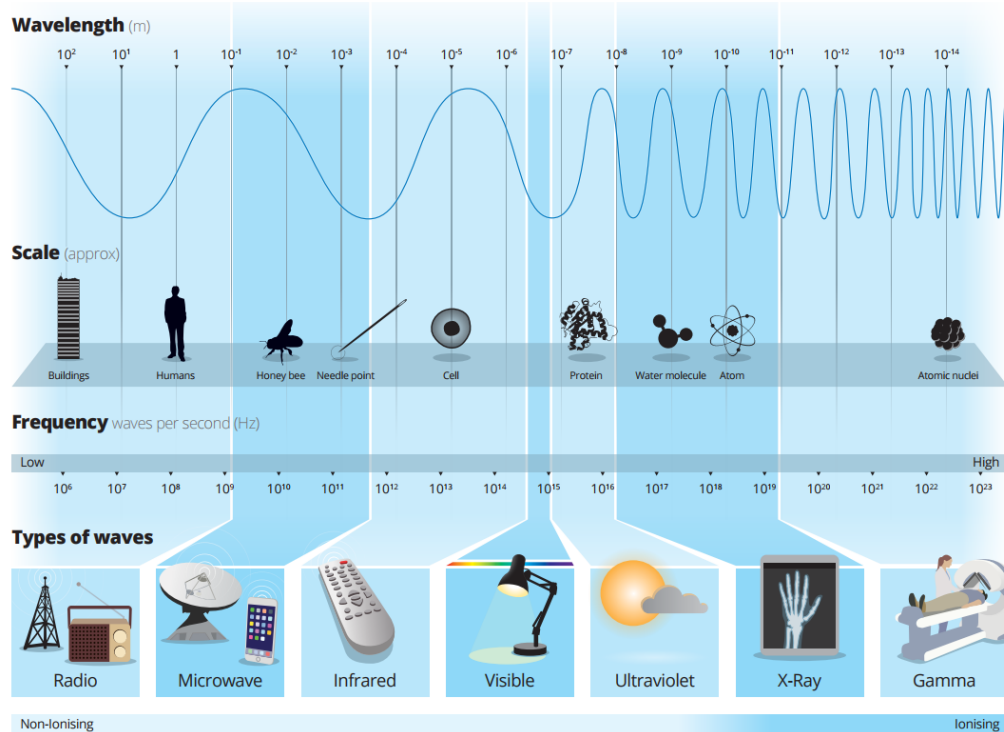 Wavelength (m)
10² 10¹ 1 10⁻¹ 10⁻² 10⁻³ 10⁻⁴ 10⁻⁵ 10⁻⁶ 10⁻⁷ 10⁻⁸ 10⁻⁹ 10⁻¹⁰ 10⁻¹¹ 10⁻¹² 10⁻¹³ 10⁻¹⁴
Scale (approx)
Buildings Humans Honey bee Needle point Cell Protein Water molecule Atom Atomic nuclei
Frequency waves per second (Hz)
Low High
10⁶ 10⁷ 10⁸ 10⁹ 10¹⁰ 10¹¹ 10¹² 10¹³ 10¹⁴ 10¹⁵ 10¹⁶ 10¹⁷ 10¹⁸ 10¹⁹ 10²⁰ 10²¹ 10²² 10²³
Types of waves
Radio Microwave Infrared Visible Ultraviolet X-Ray Gamma
Non-Ionising Ionising